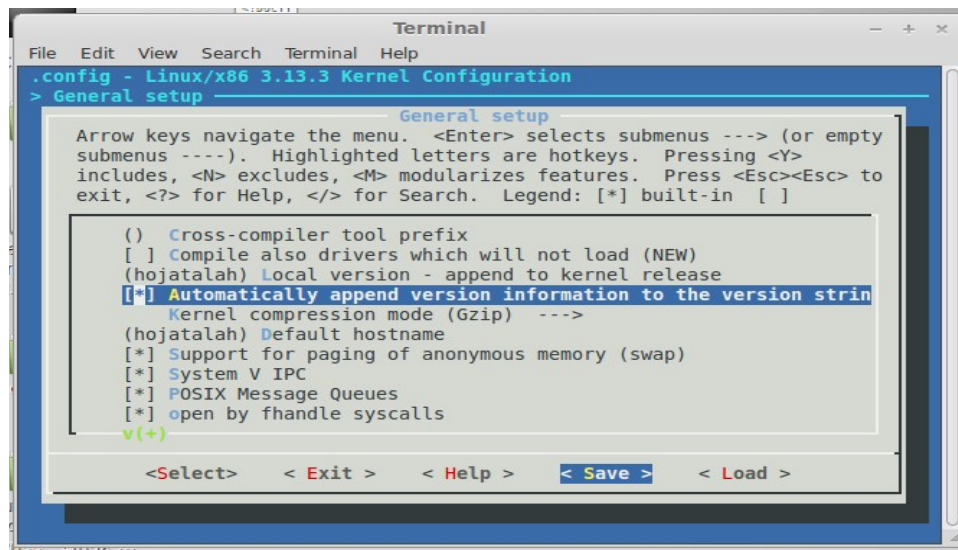 Terminal
File Edit View Search Terminal Help
.config - Linux/x86 3.13.3 Kernel Configuration
> General setup
General setup
Arrow keys navigate the menu. <Enter> selects submenus ---> (or empty
submenus ----). Highlighted letters are hotkeys. Pressing <Y>
includes, <N> excludes, <M> modularizes features. Press <Esc><Esc> to
exit, <?> for Help, </> for Search. Legend: [*] built-in [ ]
() Cross-compiler tool prefix
[ ] Compile also drivers which will not load (NEW)
(hojatalah) Local version - append to kernel release
[*] Automatically append version information to the version strin
Kernel compression mode (Gzip) --->
(hojatalah) Default hostname
[*] Support for paging of anonymous memory (swap)
[*] System V IPC
[*] POSIX Message Queues
[*] open by fhandle syscalls
v(+)
<Select> < Exit > < Help > < Save > < Load >